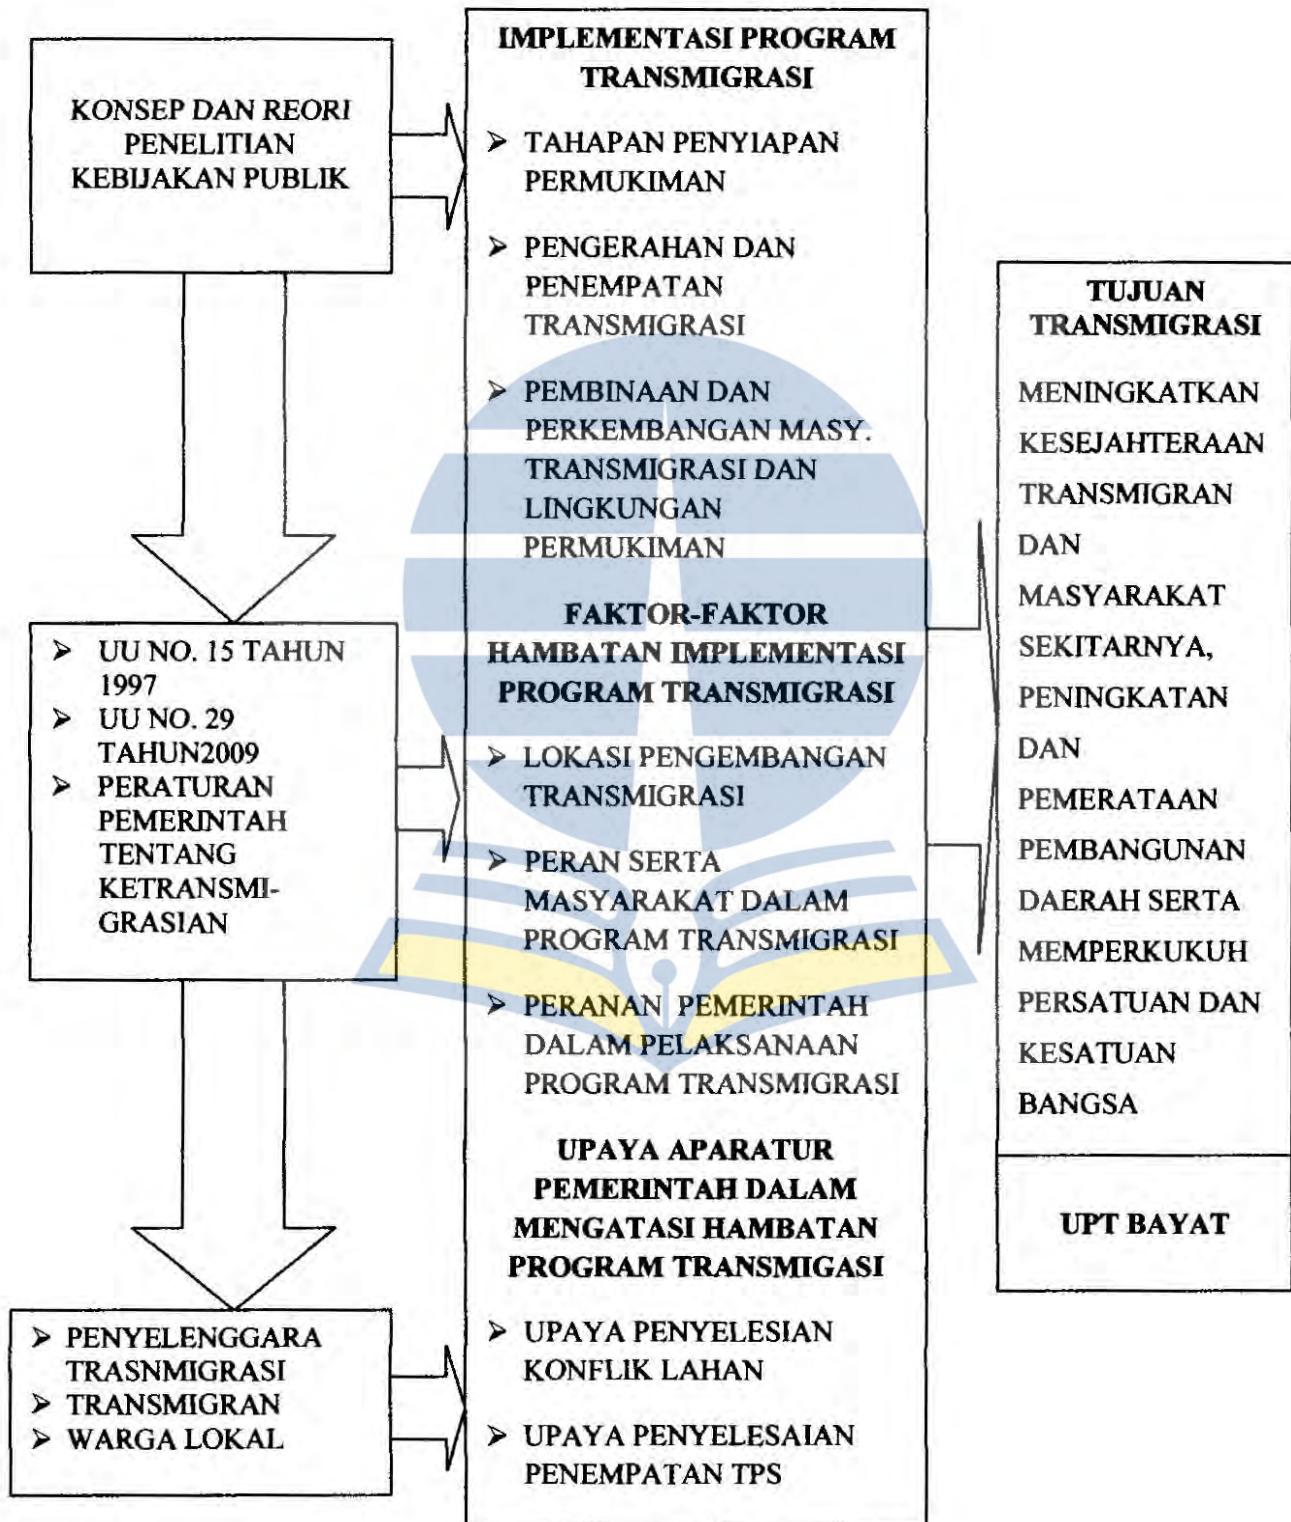 KONSEP DAN REORI
PENELITIAN
KEBIJAKAN PUBLIK
➤ UU NO. 15 TAHUN
1997
➤ UU NO. 29
TAHUN2009
➤ PERATURAN
PEMERINTAH
TENTANG
KETRANSMI-
GRASIAN
➤ PENYELENGGARA
TRASNMIGRASI
➤ TRANSMIGRAN
➤ WARGA LOKAL
IMPLEMENTASI PROGRAM
TRANSMIGRASI
➤ TAHAPAN PENYIAPAN
PERMUKIMAN
➤ PENGERAHAN DAN
PENEMPATAN
TRANSMIGRASI
➤ PEMBINAAN DAN
PERKEMBANGAN MASY.
TRANSMIGRASI DAN
LINGKUNGAN
PERMUKIMAN
FAKTOR-FAKTOR
HAMBATAN IMPLEMENTASI
PROGRAM TRANSMIGRASI
➤ LOKASI PENGEMBANGAN
TRANSMIGRASI
➤ PERAN SERTA
MASYARAKAT DALAM
PROGRAM TRANSMIGRASI
➤ PERANAN PEMERINTAH
DALAM PELAKSANAAN
PROGRAM TRANSMIGRASI
UPAYA APARATUR
PEMERINTAH DALAM
MENGATASI HAMBATAN
PROGRAM TRANSMIGASI
➤ UPAYA PENYELESIAN
KONFLIK LAHAN
➤ UPAYA PENYELESAIAN
PENEMPATAN TPS
TUJUAN
TRANSMIGRASI
MENINGKATKAN
KESEJAHTERAAN
TRANSMIGRAN
DAN
MASYARAKAT
SEKITARNYA,
PENINGKATAN
DAN
PEMERATAAN
PEMBANGUNAN
DAERAH SERTA
MEMPERKUKUH
PERSATUAN DAN
KESATUAN
BANGSA
UPT BAYAT